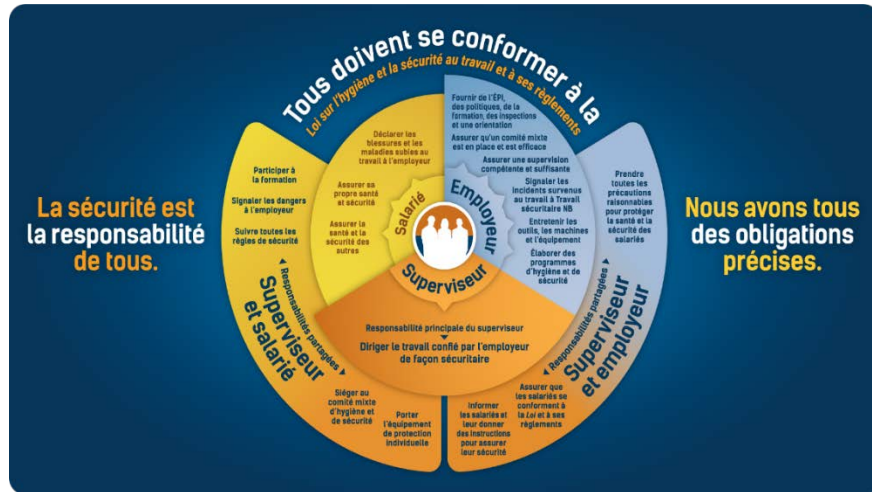 Tous doivent se conformer à la
Loi sur l'hygiène et la sécurité au travail et à ses règlements
La sécurité est
la responsabilité
de tous.
Nous avons tous
des obligations
précises.
Salarié
Déclarer les
blessures et les
maladies subies au
travail à l'employeur
Assurer sa
propre santé
et sécurité
Assurer la
santé et la
sécurité des
autres
Employeur
Fournir de l'ÉPI,
des politiques, de la
formation, des inspections
et une orientation
Assurer qu'un comité mixte
est en place et est efficace
Assurer une supervision
compétente et suffisante
Signaler les
incidents survenus
au travail à Travail
sécuritaire NB
Entretenir les
outils, les machines
et l'équipement
Élaborer des
programmes
d'hygiène et de
sécurité
Superviseur
Responsabilité principale du superviseur
Diriger le travail confié par l'employeur
de façon sécuritaire
Participer à
la formation
Signaler les dangers
à l'employeur
Suivre toutes les
règles de sécurité
Responsabilités partagées
Superviseur
et salarié
Siéger au
comité mixte
d'hygiène et
de sécurité
Porter
l'équipement
de protection
individuelle
Prendre
toutes les
précautions
raisonnables
pour protéger
la santé et la
sécurité des
salariés
Responsabilités partagées
Superviseur
et employeur
Assurer que
les salariés se
conforment à
la Loi et à ses
règlements
Informer
les salariés et
leur donner
des instructions
pour assurer
leur sécurité